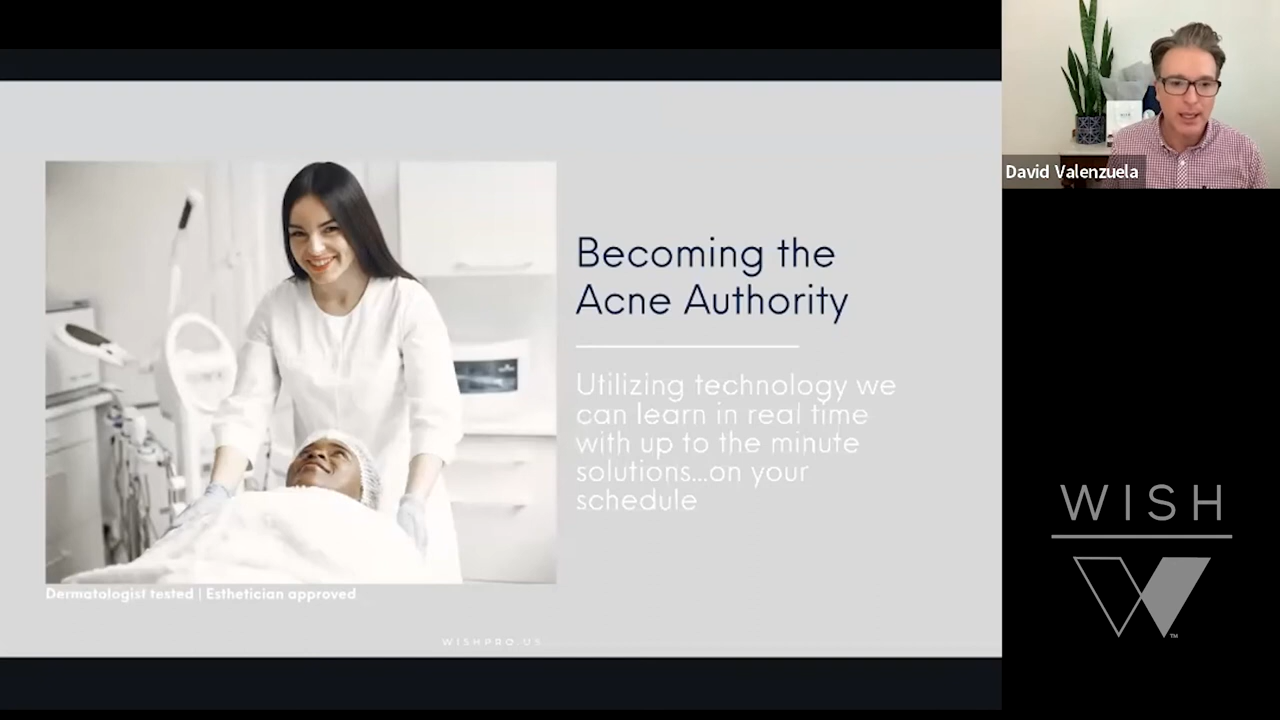 David Valenzuela
Becoming the
Acne Authority
Utilizing technology we
can learn in real time
with up to the minute
solutions...on your
schedule
Dermatologist tested | Esthetician approved
WISHPRO.US
WISH
W™